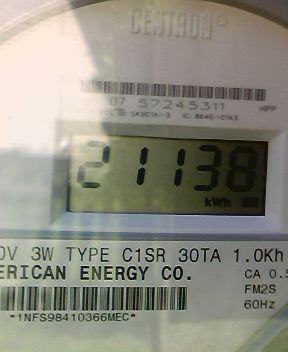 CENTRON®
07 57245311
HPP
21138
kWh
0V 3W TYPE C1SR 30TA 1.0Kh
ERICAN ENERGY CO.
CA 0.5
FM2S
60Hz
*1NFS98410366MEC*